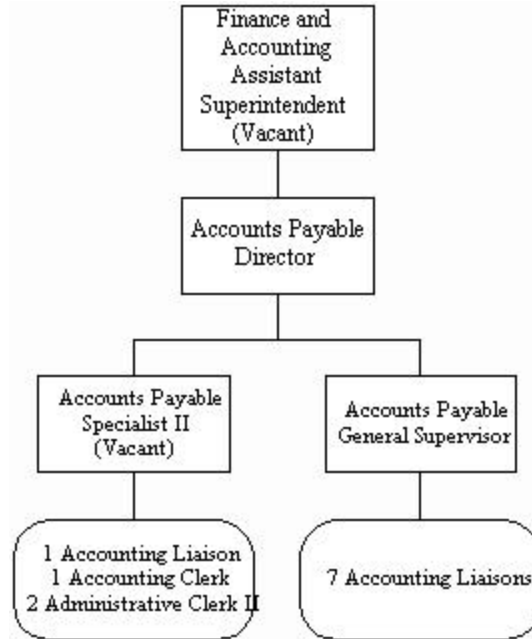 Finance and
Accounting
Assistant
Superintendent
(Vacant)
Accounts Payable
Director
Accounts Payable
Specialist II
(Vacant)
Accounts Payable
General Supervisor
1 Accounting Liaison
1 Accounting Clerk
2 Administrative Clerk II
7 Accounting Liaisons